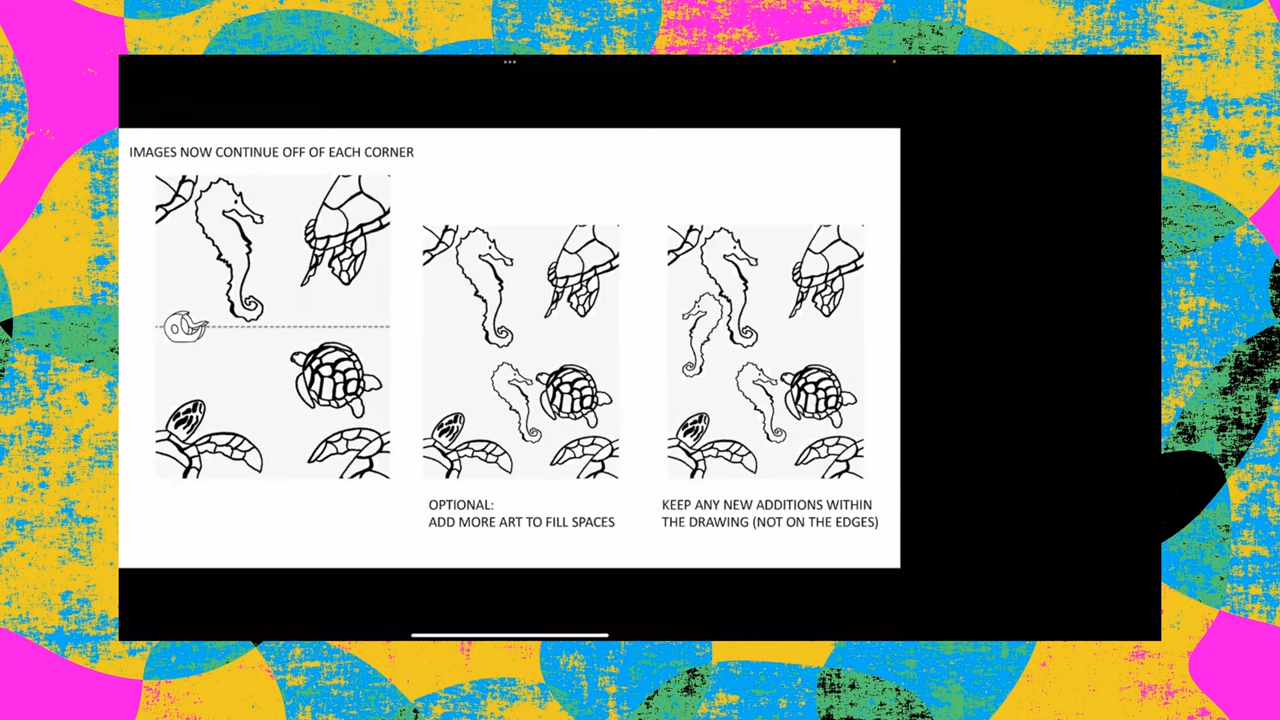 IMAGES NOW CONTINUE OFF OF EACH CORNER
OPTIONAL:
ADD MORE ART TO FILL SPACES
KEEP ANY NEW ADDITIONS WITHIN
THE DRAWING (NOT ON THE EDGES)